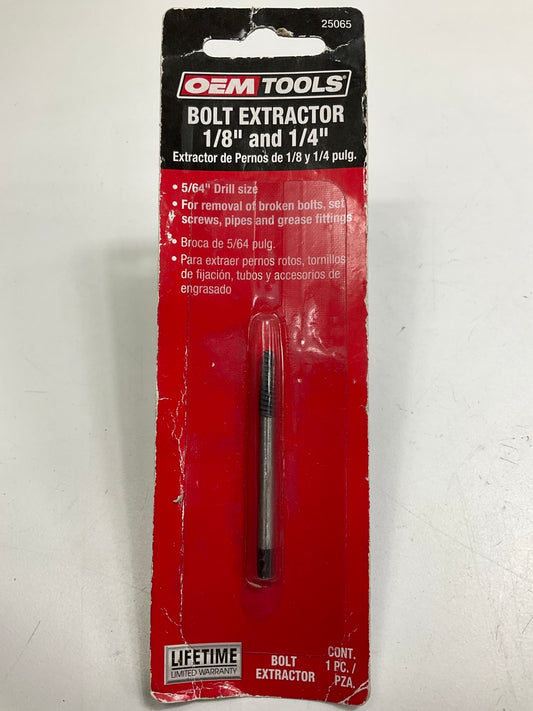 25065
OEMTOOLS®
BOLT EXTRACTOR
1/8" and 1/4"
Extractor de Pernos de 1/8 y 1/4 pulg.
• 5/64" Drill size
• For removal of broken bolts, set
screws, pipes and grease fittings
• Broca de 5/64 pulg.
• Para extraer pernos rotos, tornillos
de fijación, tubos y accesorios de
engrasado
LIFETIME
LIMITED WARRANTY
BOLT
EXTRACTOR
CONT.
1 PC. /
PZA.